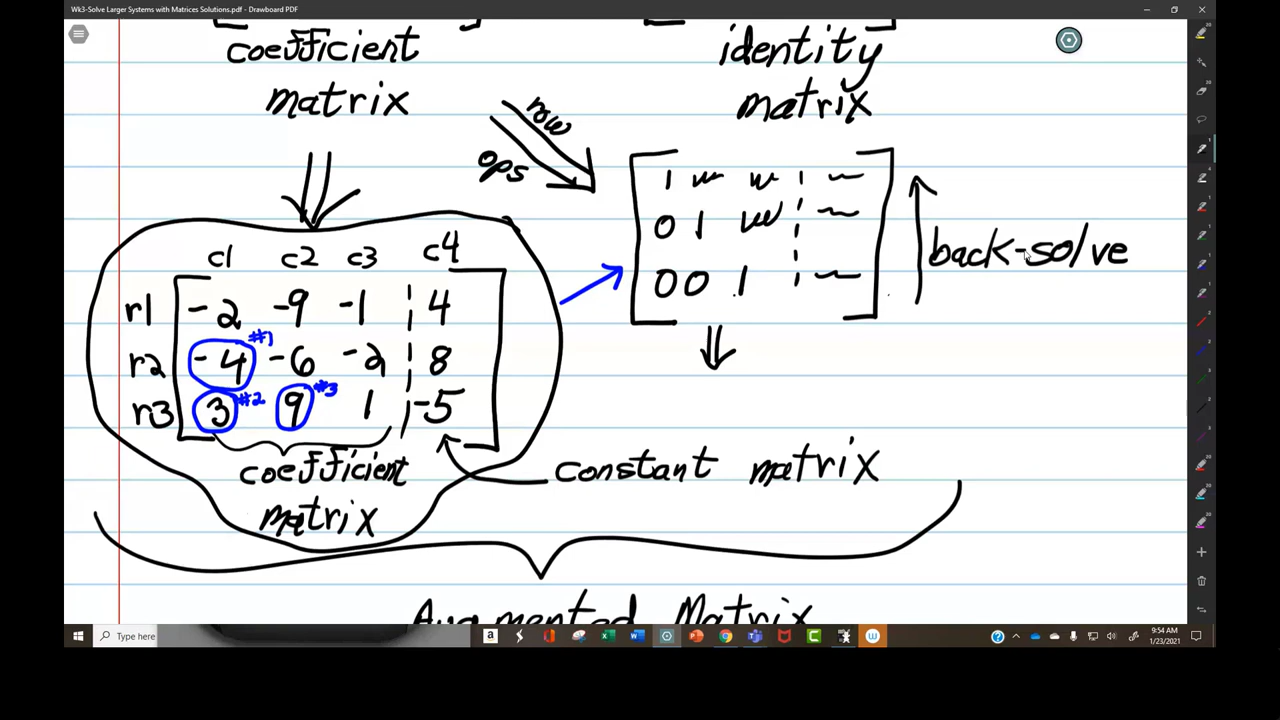 Wk3-Solve Larger Systems with Matrices Solutions.pdf - Drawboard PDF
coefficient
matrix
identity
matrix
row
ops
1
0 1
0 0 1
back-solve
c1 c2 c3 c4
r1 -2 -9 -1 4
r2 -4 #1 -6 -2 8
r3 3 #2 9 #3 1 -5
coefficient
matrix
constant matrix
Augmented Matrix
Type here
9:54 AM
1/23/2021